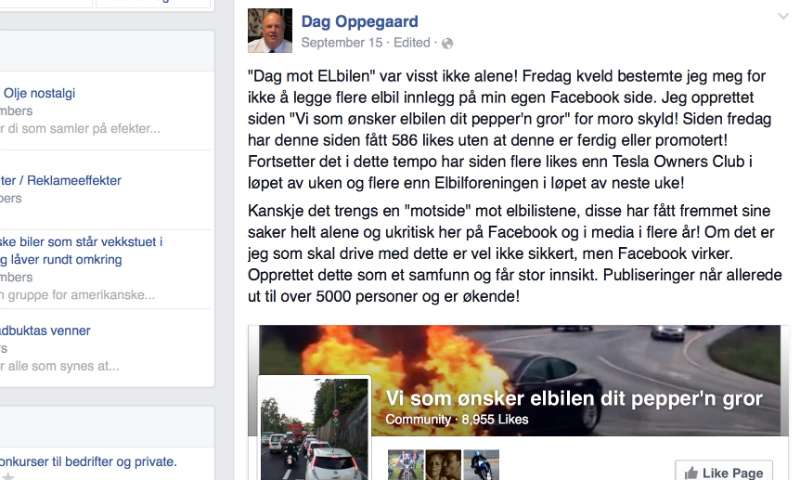 Olje nostalgi
mbers
r di som samler på efekter...
ter / Reklameeffekter
bers
ske biler som står vekkstuet i
g låver rundt omkring
mbers
n gruppe for amerikanske...
adbuktas venner
rs
r alle som synes at...
onkurser til bedrifter og private.
Dag Oppegaard
September 15 · Edited ·
"Dag mot ELbilen" var visst ikke alene! Fredag kveld bestemte jeg meg for
ikke å legge flere elbil innlegg på min egen Facebook side. Jeg opprettet
siden "Vi som ønsker elbilen dit pepper'n gror" for moro skyld! Siden fredag
har denne siden fått 586 likes uten at denne er ferdig eller promotert!
Fortsetter det i dette tempo har siden flere likes enn Tesla Owners Club i
løpet av uken og flere enn Elbilforeningen i løpet av neste uke!
Kanskje det trengs en "motside" mot elbilistene, disse har fått fremmet sine
saker helt alene og ukritisk her på Facebook og i media i flere år! Om det er
jeg som skal drive med dette er vel ikke sikkert, men Facebook virker.
Opprettet dette som et samfunn og får stor innsikt. Publiseringer når allerede
ut til over 5000 personer og er økende!
Vi som ønsker elbilen dit pepper'n gror
Community · 8,955 Likes
Like Page